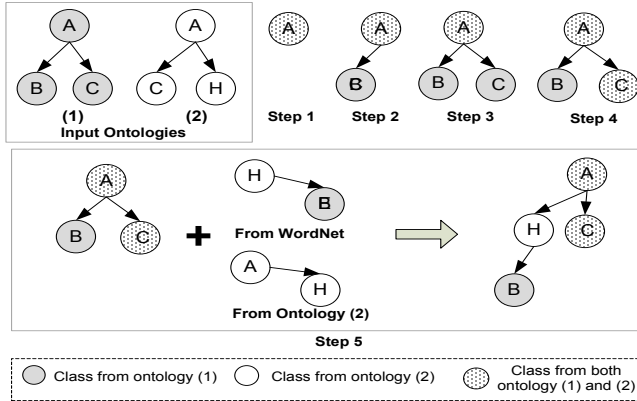 A
A
A
A
A
A
B
C
C
H
B
B
C
B
C
(1)
(2)
Input Ontologies
Step 1
Step 2
Step 3
Step 4
A
B
C
+
H
B
From WordNet
A
H
From Ontology (2)
A
H
C
B
Step 5
Class from ontology (1)
Class from ontology (2)
Class from both
ontology (1) and (2)